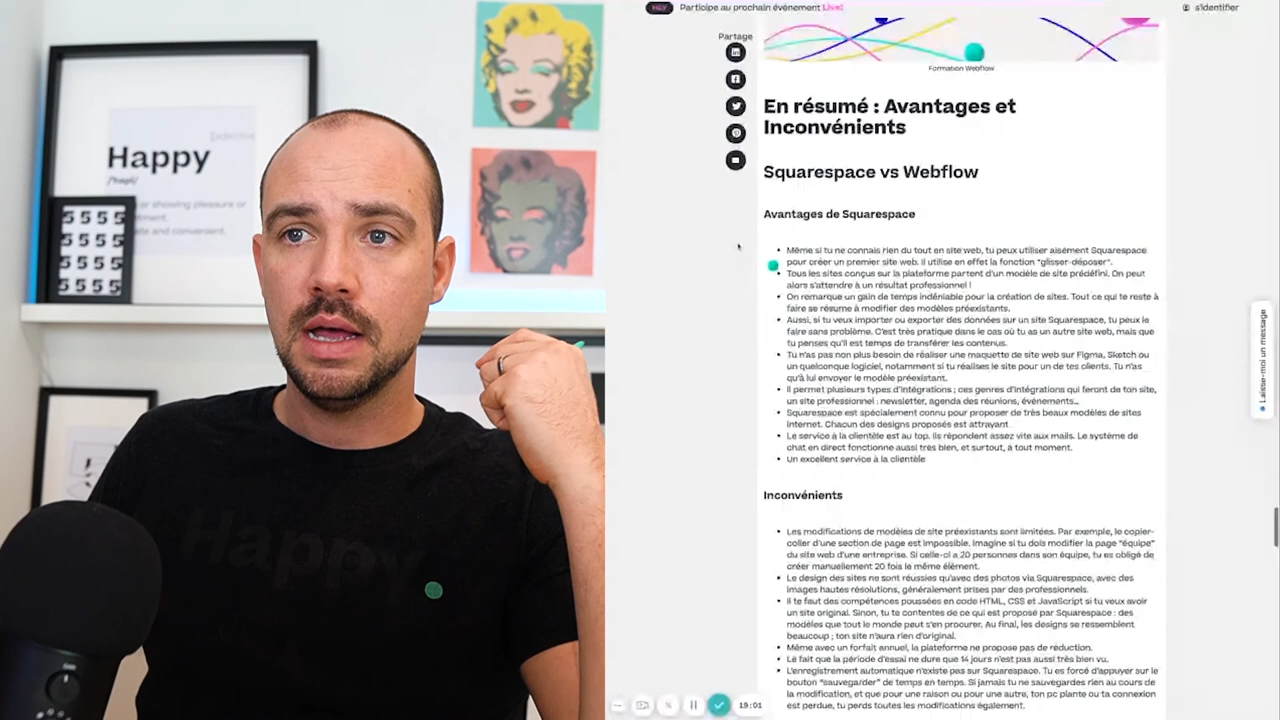 HEY
Participe au prochain événement Live!
s'identifier
Partage
Formation Webflow
En résumé : Avantages et
Inconvénients
Squarespace vs Webflow
Avantages de Squarespace
Même si tu ne connais rien du tout en site web, tu peux utiliser aisément Squarespace
pour créer un premier site web. Il utilise en effet la fonction "glisser-déposer".
Tous les sites conçus sur la plateforme partent d'un modèle de site prédéfini. On peut
alors s'attendre à un résultat professionnel !
On remarque un gain de temps indéniable pour la création de sites. Tout ce qui te reste à
faire se résume à modifier des modèles préexistants.
Aussi, si tu veux importer ou exporter des données sur un site Squarespace, tu peux le
faire sans problème. C'est très pratique dans le cas où tu as un autre site web, mais que
tu penses qu'il est temps de transférer les contenus.
Tu n'as pas non plus besoin de réaliser une maquette de site web sur Figma, Sketch ou
un quelconque logiciel, notamment si tu réalises le site pour un de tes clients. Tu n'as
qu'à lui envoyer le modèle préexistant.
Il permet plusieurs types d'intégrations ; ces genres d'intégrations qui feront de ton site,
un site professionnel : newsletter, agenda des réunions, événements...
Squarespace est spécialement connu pour proposer de très beaux modèles de sites
internet. Chacun des designs proposés est attrayant
Le service à la clientèle est au top. Ils répondent assez vite aux mails. Le système de
chat en direct fonctionne aussi très bien, et surtout, à tout moment.
Un excellent service à la clientèle
Inconvénients
Les modifications de modèles de site préexistants sont limitées. Par exemple, le copier-
coller d'une section de page est impossible. Imagine si tu dois modifier la page "équipe"
du site web d'une entreprise. Si celle-ci a 20 personnes dans son équipe, tu es obligé de
créer manuellement 20 fois le même élément.
Le design des sites ne sont réussies qu'avec des photos via Squarespace, avec des
images hautes résolutions, généralement prises par des professionnels.
Il te faut des compétences poussées en code HTML, CSS et JavaScript si tu veux avoir
un site original. Sinon, tu te contentes de ce qui est proposé par Squarespace : des
modèles que tout le monde peut s'en procurer. Au final, les designs se ressemblent
beaucoup ; ton site n'aura rien d'original.
Même avec un forfait annuel, la plateforme ne propose pas de réduction.
Le fait que la période d'essai ne dure que 14 jours n'est pas aussi très bien vu.
L'enregistrement automatique n'existe pas sur Squarespace. Tu es forcé d'appuyer sur le
bouton "sauvegarder" de temps en temps. Si jamais tu ne sauvegardes rien au cours de
la modification, et que pour une raison ou pour une autre, ton pc plante ou ta connexion
est perdue, tu perds toutes les modifications également.
Laisse-moi un message
19:01
[adjective
Happy
/'hapi/
or showing pleasure or
and convenient.
5555
5555
5555
5555